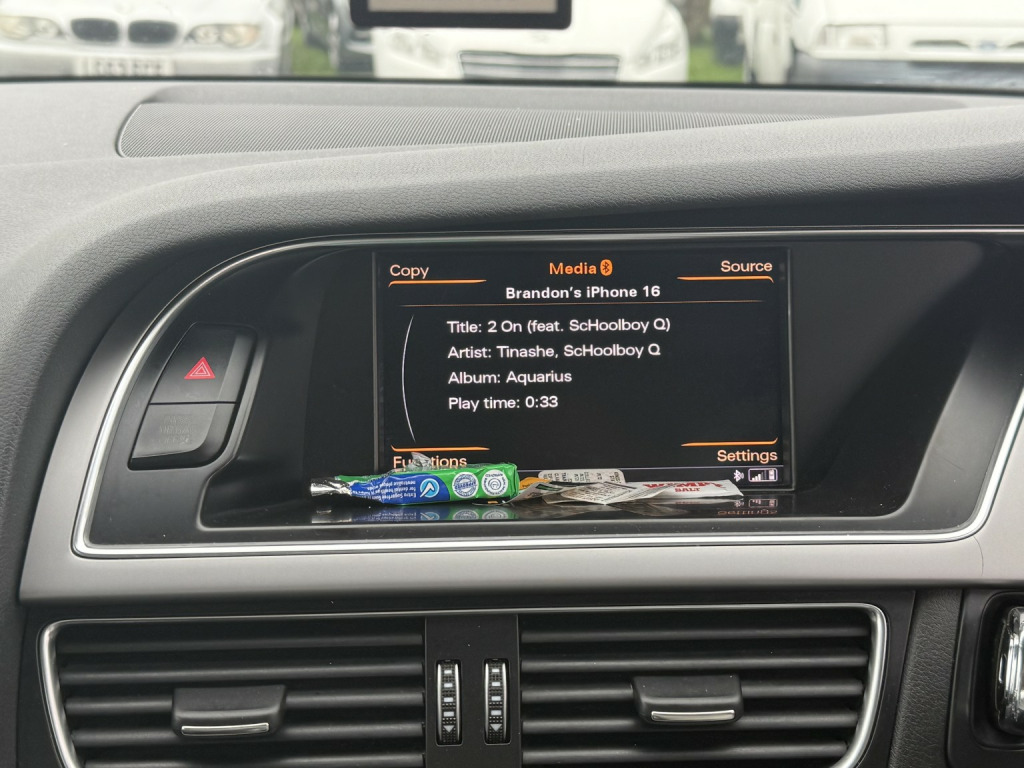 Copy
Media
Source
Brandon's iPhone 16
Title: 2 On (feat. ScHoolboy Q)
Artist: Tinashe, ScHoolboy Q
Album: Aquarius
Play time: 0:33
Functions
Settings
SALT